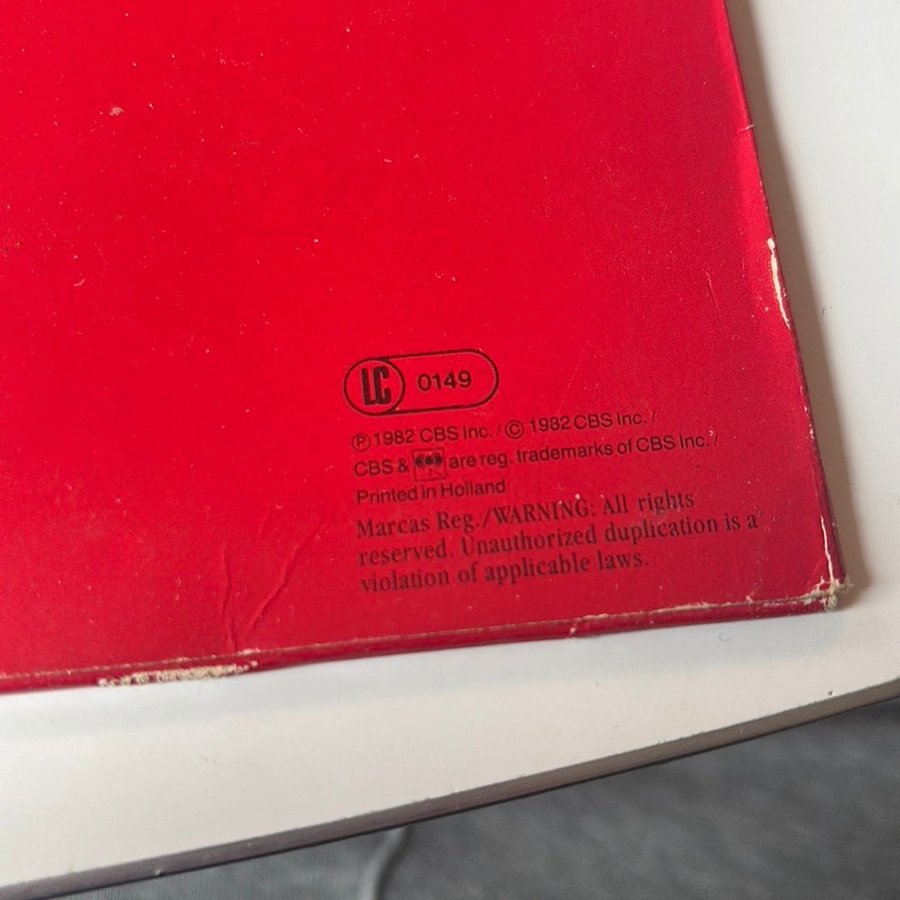 LC 0149
℗ 1982 CBS Inc. / © 1982 CBS Inc. /
CBS & are reg. trademarks of CBS Inc. /
Printed in Holland
Marcas Reg./WARNING: All rights
reserved. Unauthorized duplication is a
violation of applicable laws.